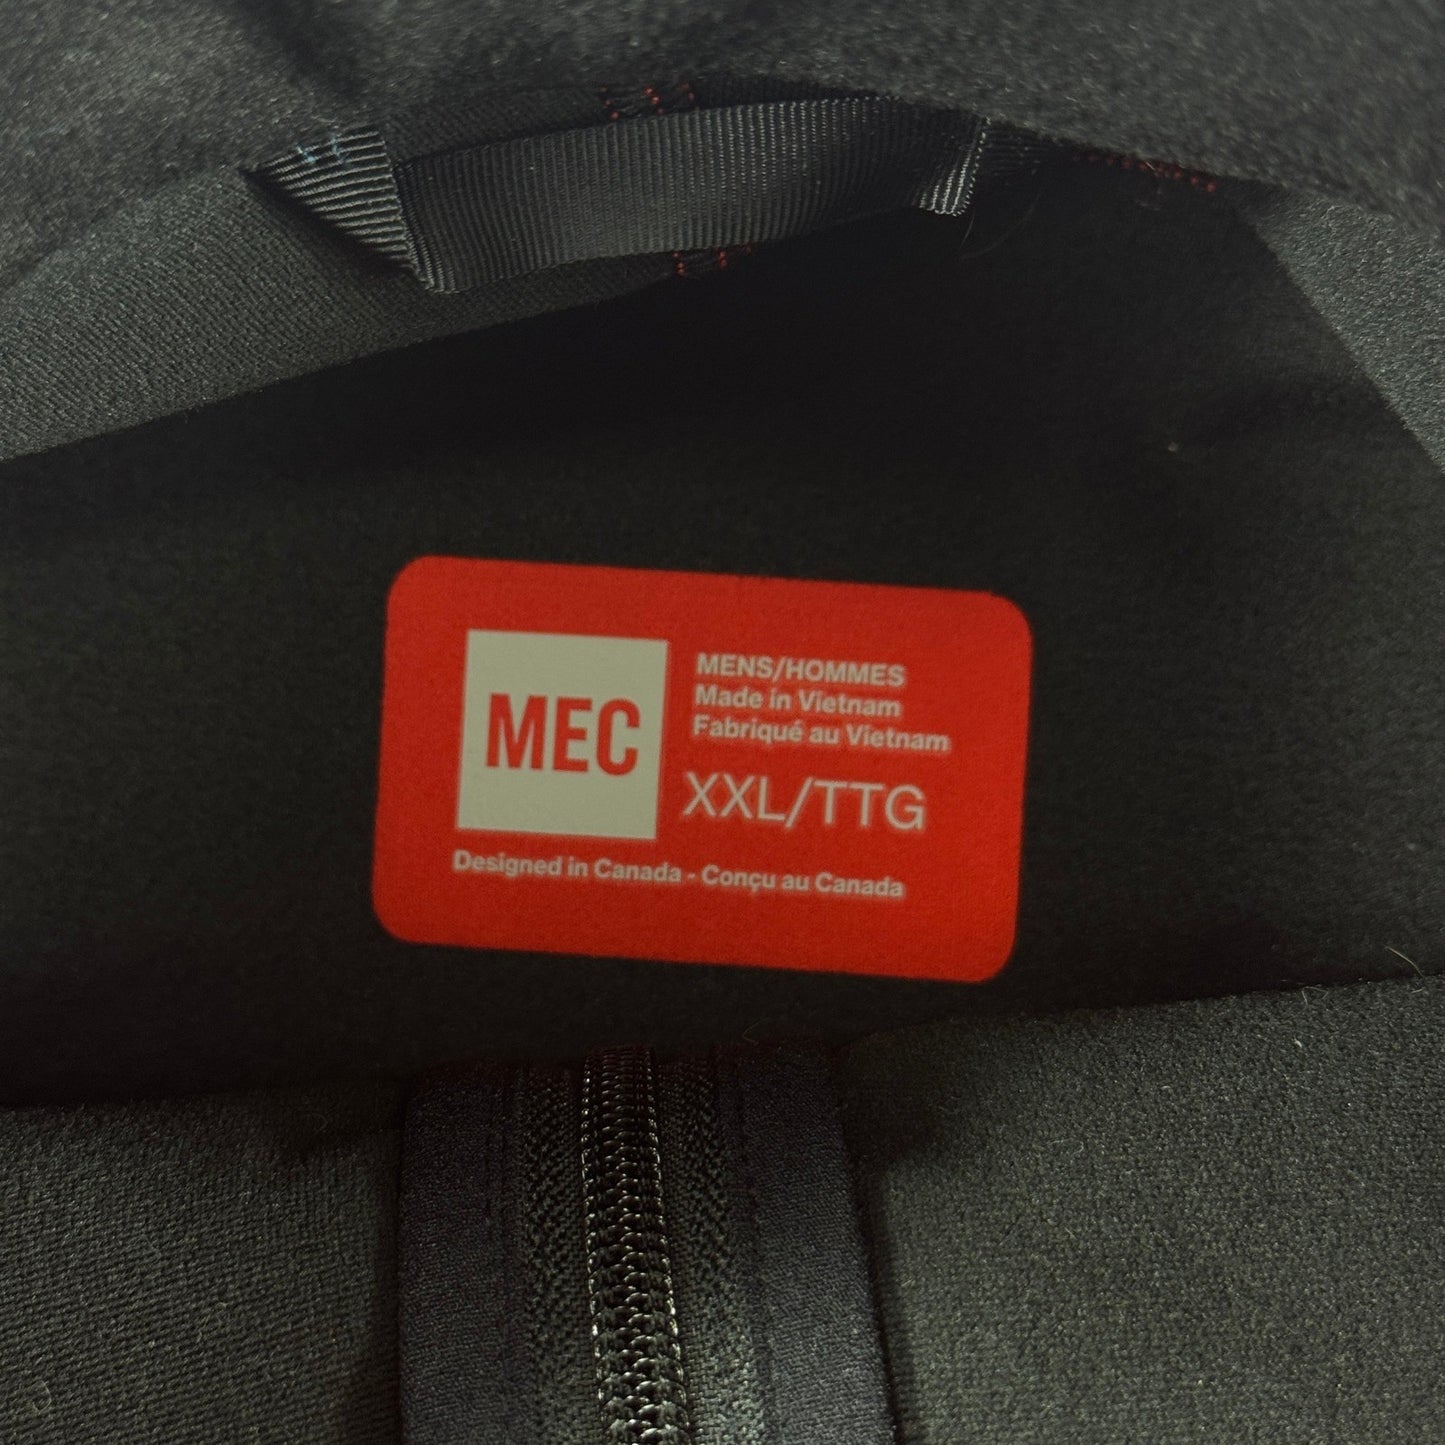 MEC
MENS/HOMMES
Made in Vietnam
Fabriqué au Vietnam
XXL/TTG
Designed in Canada - Conçu au Canada